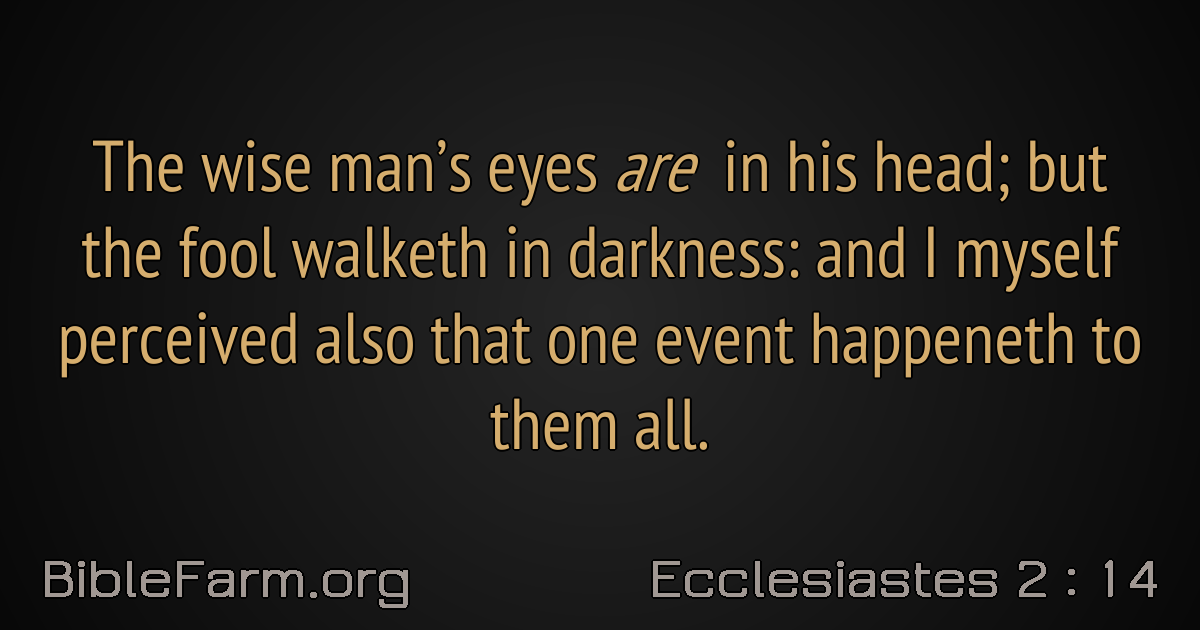 The wise man’s eyes are in his head; but
the fool walketh in darkness: and I myself
perceived also that one event happeneth to
them all.
BibleFarm.org
Ecclesiastes 2 : 14